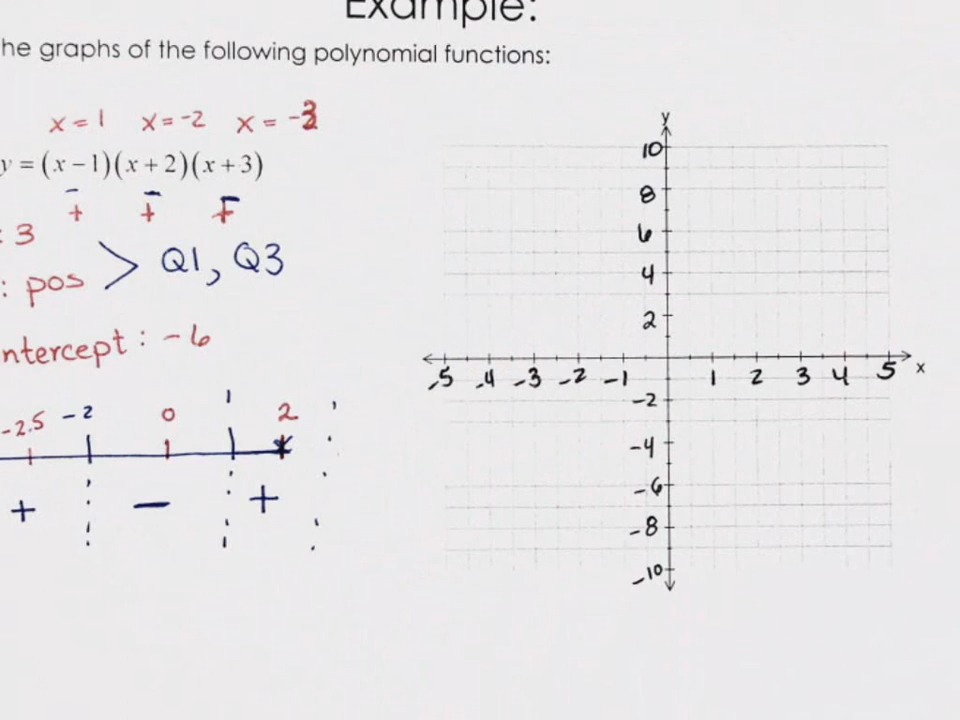 Example:
he graphs of the following polynomial functions:
x = 1 x = -2 x = -3
y = (x − 1)(x + 2)(x + 3)
- - -
+ + +
: 3
: pos > Q1, Q3
ntercept : -6
-2.5 -2 0 1 2
+ - +
y
10
8
6
4
2
-5 -4 -3 -2 -1 1 2 3 4 5 x
-2
-4
-6
-8
-10